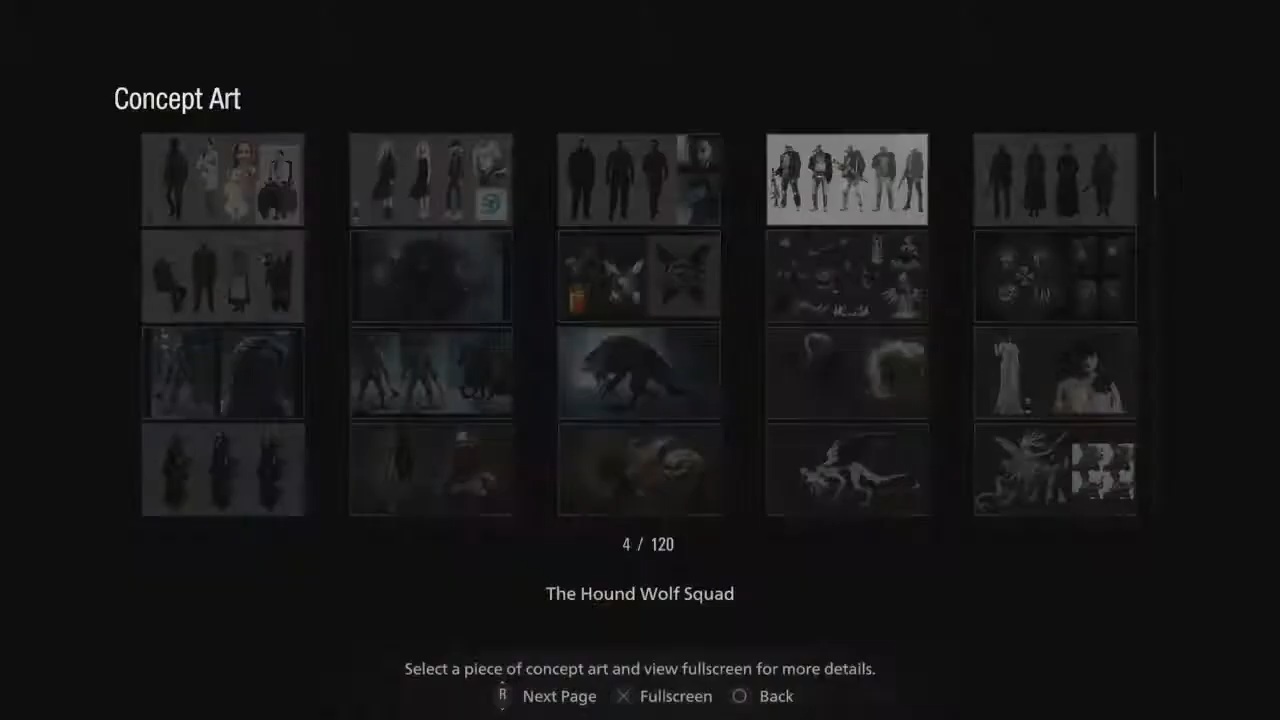 Concept Art
4 / 120
The Hound Wolf Squad
Select a piece of concept art and view fullscreen for more details.
R Next Page Fullscreen Back